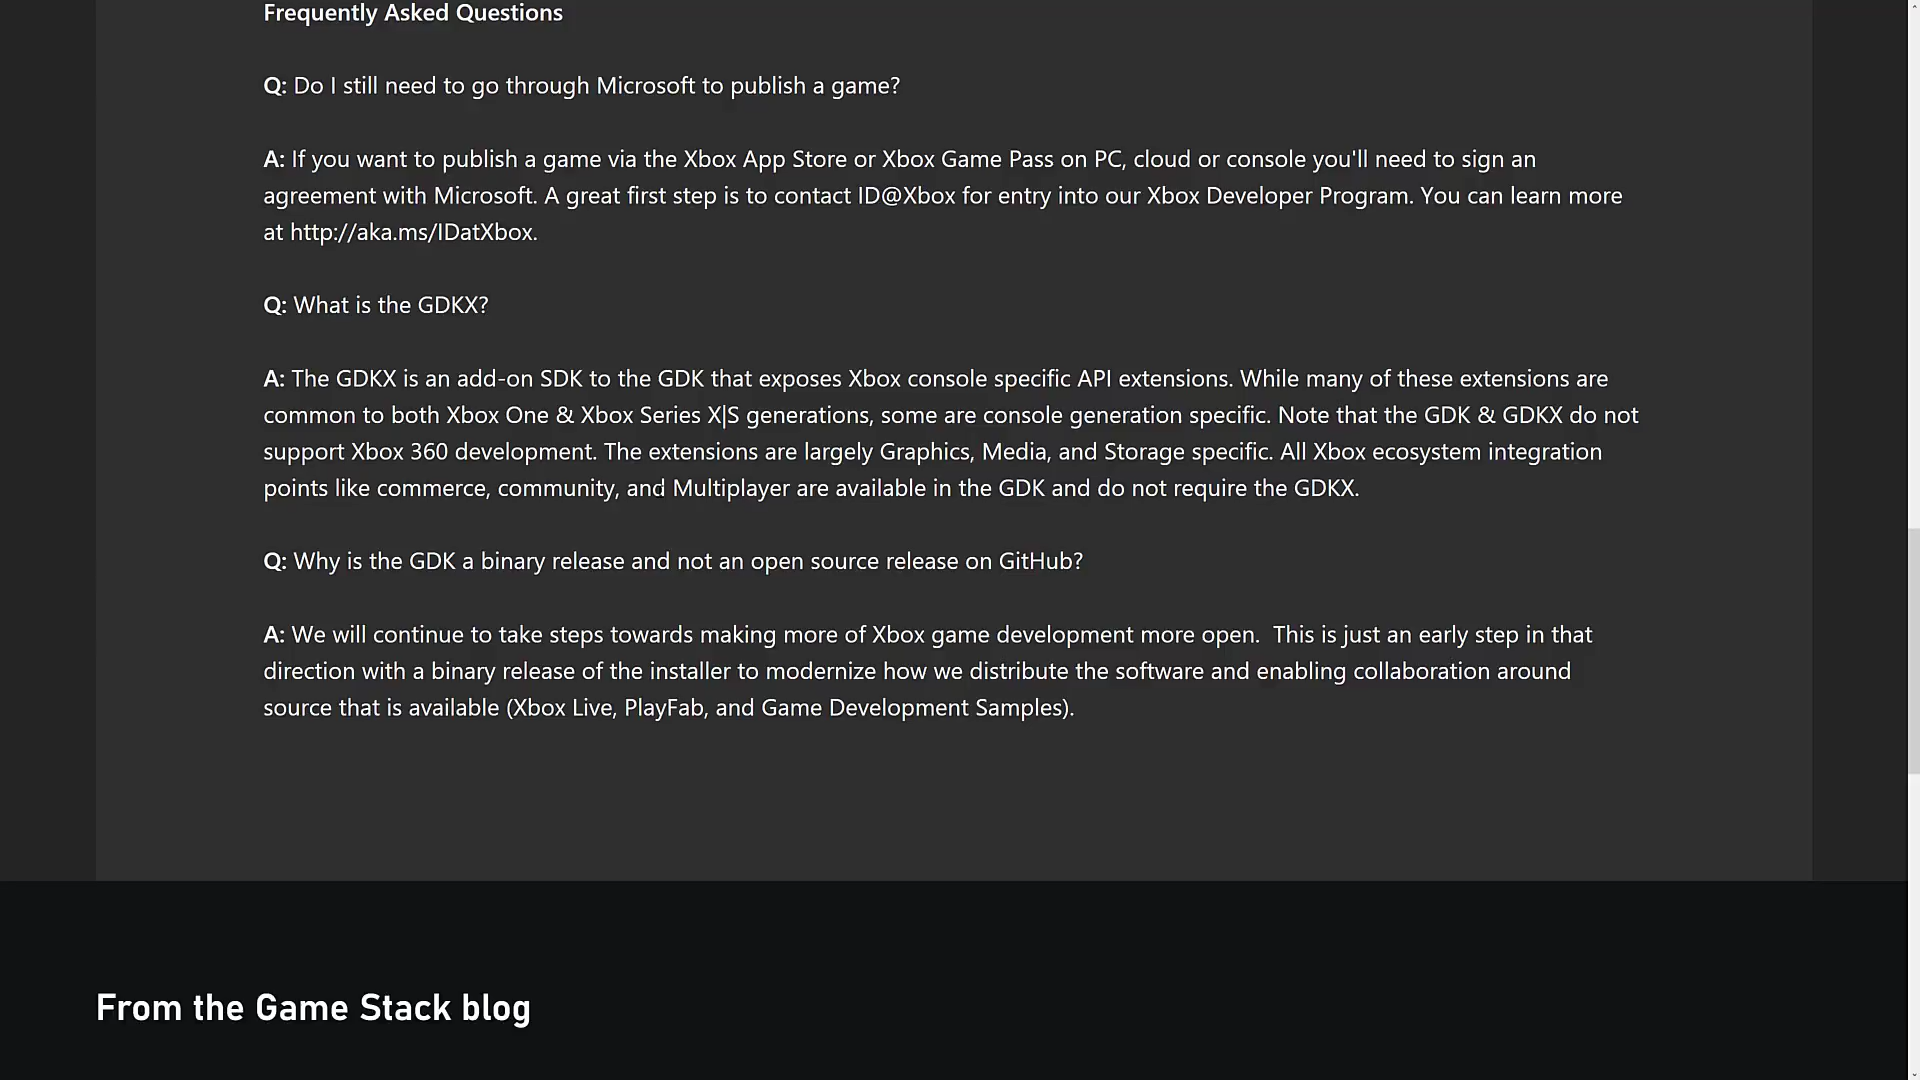 Frequently Asked Questions
Q: Do I still need to go through Microsoft to publish a game?
A: If you want to publish a game via the Xbox App Store or Xbox Game Pass on PC, cloud or console you'll need to sign an
agreement with Microsoft. A great first step is to contact ID@Xbox for entry into our Xbox Developer Program. You can learn more
at http://aka.ms/IDatXbox.
Q: What is the GDKX?
A: The GDKX is an add-on SDK to the GDK that exposes Xbox console specific API extensions. While many of these extensions are
common to both Xbox One & Xbox Series X|S generations, some are console generation specific. Note that the GDK & GDKX do not
support Xbox 360 development. The extensions are largely Graphics, Media, and Storage specific. All Xbox ecosystem integration
points like commerce, community, and Multiplayer are available in the GDK and do not require the GDKX.
Q: Why is the GDK a binary release and not an open source release on GitHub?
A: We will continue to take steps towards making more of Xbox game development more open.  This is just an early step in that
direction with a binary release of the installer to modernize how we distribute the software and enabling collaboration around
source that is available (Xbox Live, PlayFab, and Game Development Samples).
From the Game Stack blog